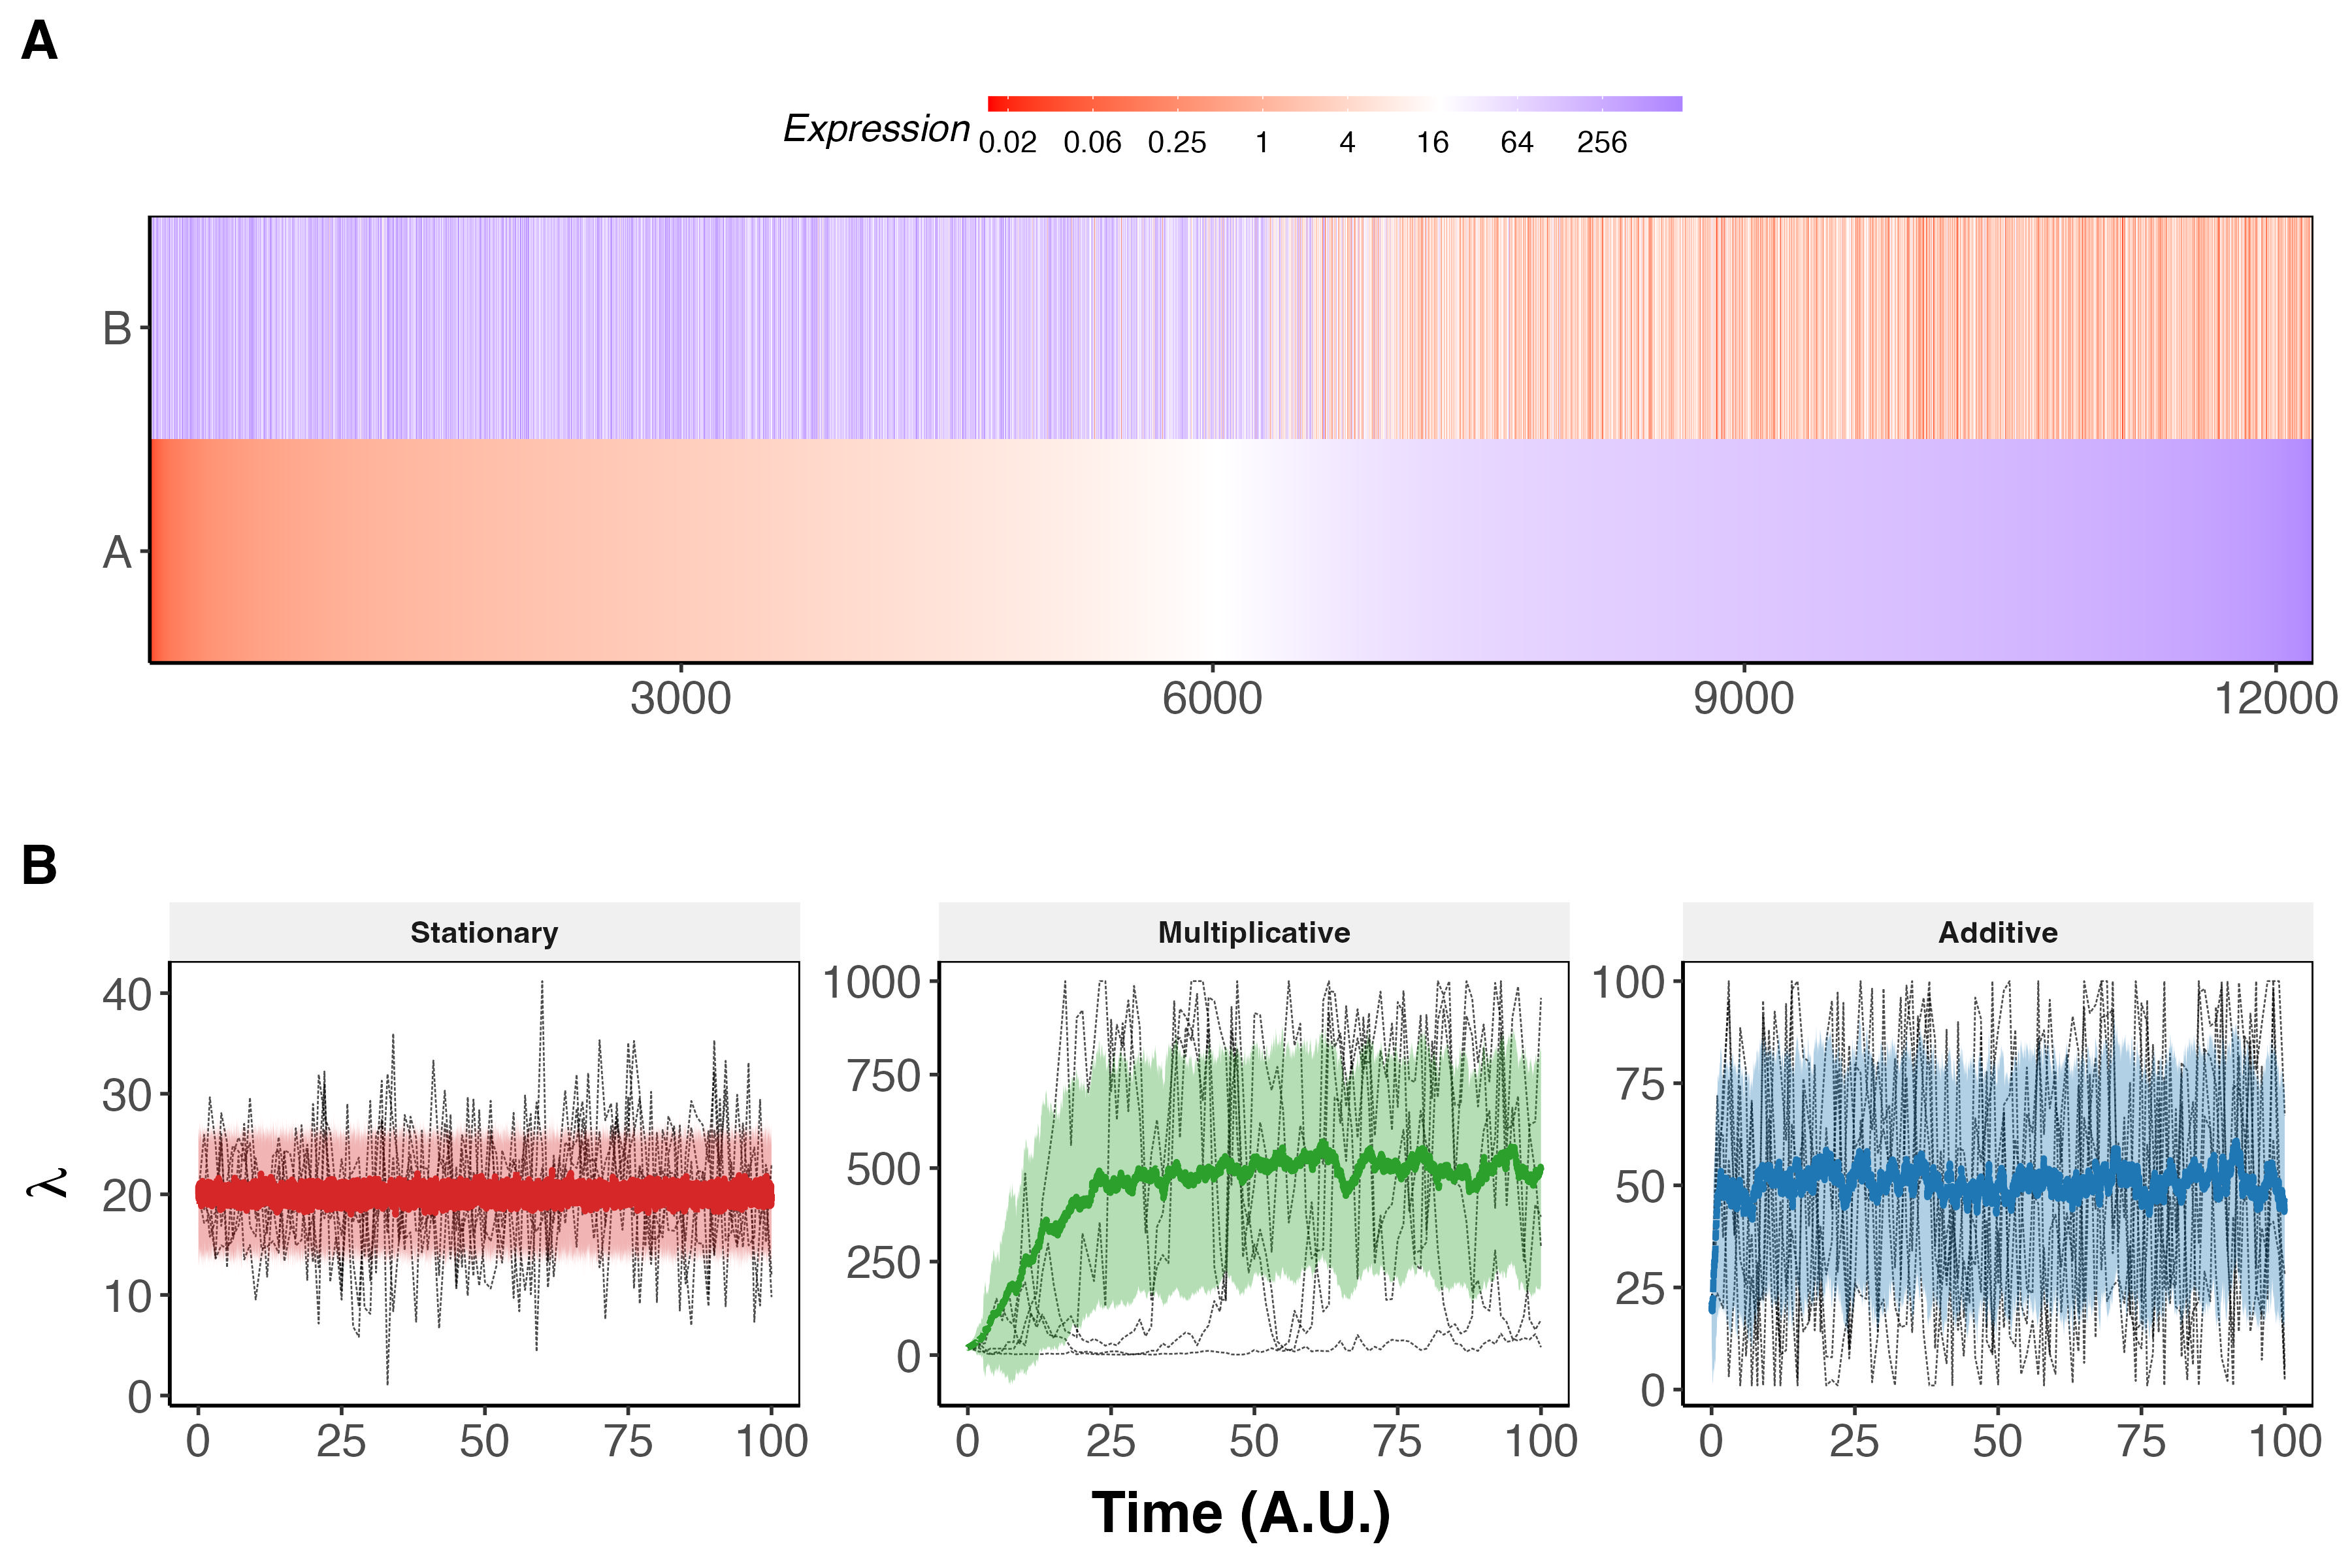 A
Expression
0.02 0.06 0.25 1 4 16 64 256
B
A
3000 6000 9000 12000
B
Stationary Multiplicative Additive
λ
40
30
20
10
0
0 25 50 75 100
1000
750
500
250
0
0 25 50 75 100
100
75
50
25
0
0 25 50 75 100
Time (A.U.)